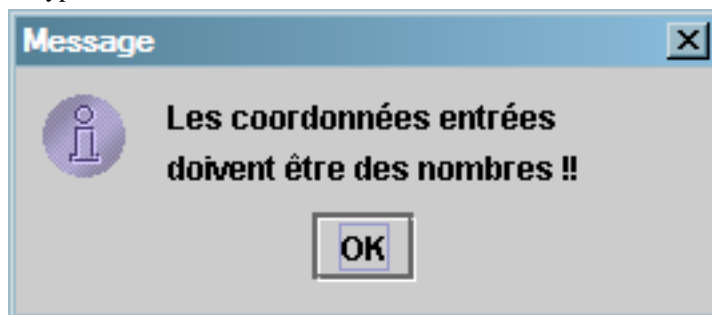 Message
Les coordonnées entrées
doivent être des nombres !!
OK